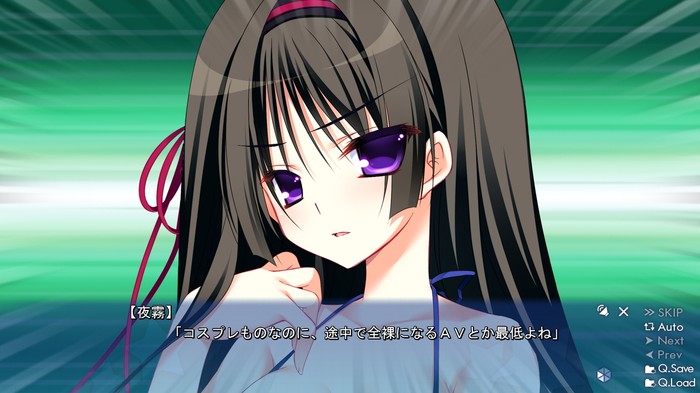 【夜霧】
「コスプレものなのに、途中で全裸になるＡＶとか最低よね」
SKIP
Auto
Next
Prev
Q.Save
Q.Load